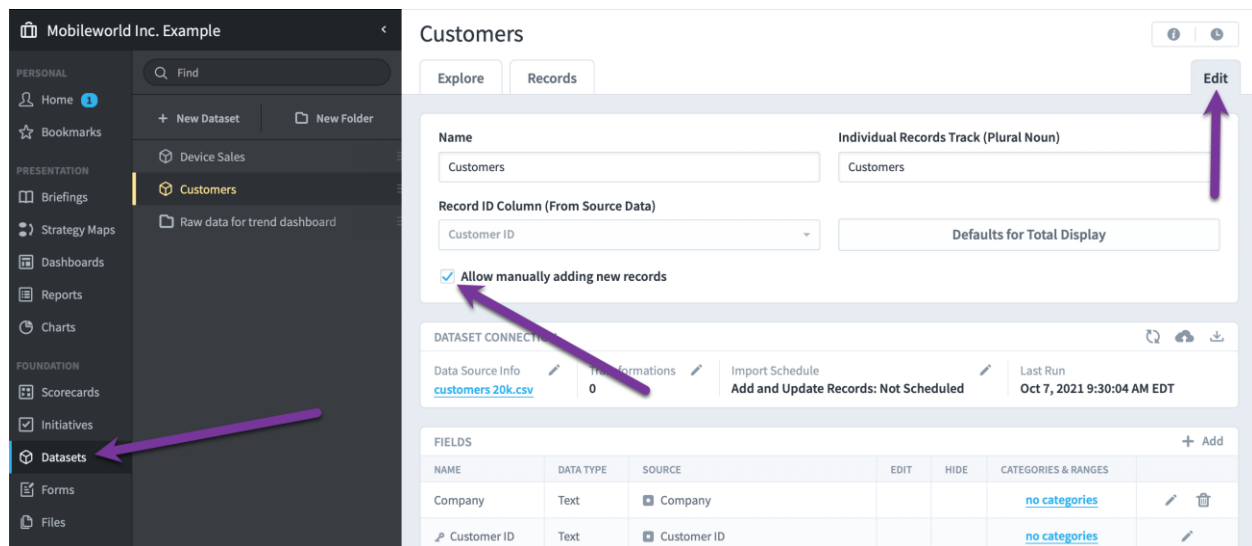 Mobileworld Inc. Example
PERSONAL
Home 1
Bookmarks
PRESENTATION
Briefings
Strategy Maps
Dashboards
Reports
Charts
FOUNDATION
Scorecards
Initiatives
Datasets
Forms
Files
Find
+ New Dataset
New Folder
Device Sales
Customers
Raw data for trend dashboard
Customers
Explore
Records
Edit
Name
Individual Records Track (Plural Noun)
Customers
Customers
Record ID Column (From Source Data)
Customer ID
Defaults for Total Display
Allow manually adding new records
DATASET CONNECTION
Data Source Info
Transformations
Import Schedule
Last Run
customers 20k.csv
0
Add and Update Records: Not Scheduled
Oct 7, 2021 9:30:04 AM EDT
FIELDS
+ Add
NAME DATA TYPE SOURCE EDIT HIDE CATEGORIES & RANGES
Company Text Company no categories
Customer ID Text Customer ID no categories